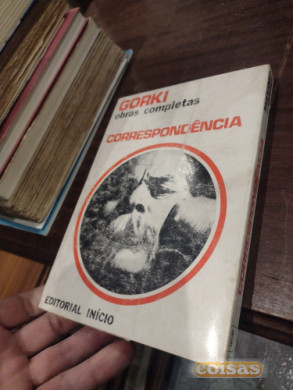 GORKI
obras completas
CORRESPONDÊNCIA
EDITORIAL INÍCIO
coisas